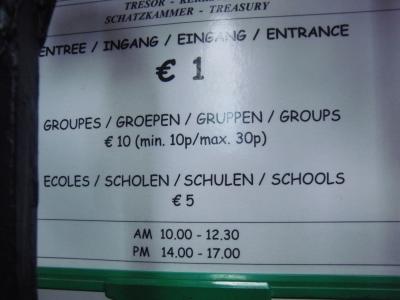 TRESOR -
SCHATZKAMMER - TREASURY
ENTREE / INGANG / EINGANG / ENTRANCE
€ 1
GROUPES / GROEPEN / GRUPPEN / GROUPS
€ 10 (min. 10p/max. 30p)
ECOLES / SCHOLEN / SCHULEN / SCHOOLS
€ 5
AM 10.00 - 12.30
PM 14.00 - 17.00